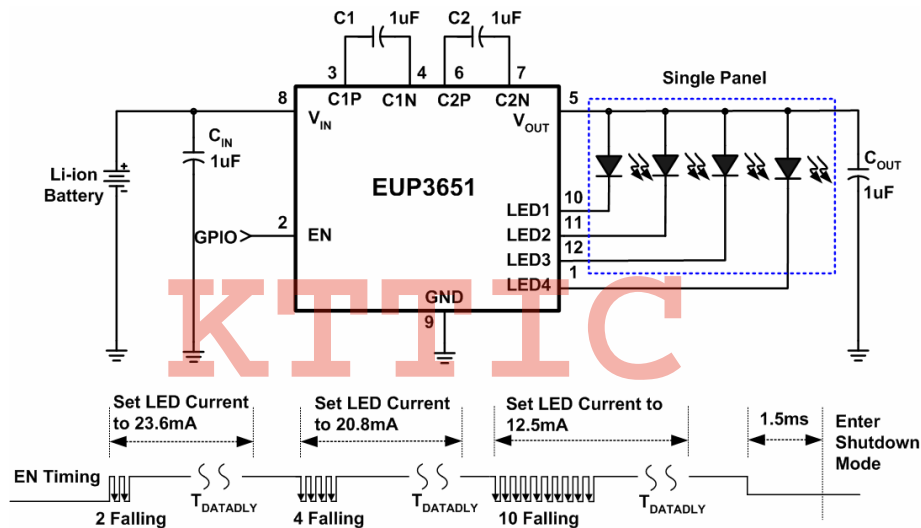 C1 1uF C2 1uF
3 4 6 7
C1P C1N C2P C2N
Single Panel
8 5
VIN VOUT
CIN
1uF
Li-ion
Battery
EUP3651
COUT
1uF
10
LED1
11
LED2
12
LED3
1
LED4
2
GPIO EN
GND
9
KTTIC
Set LED Current
to 23.6mA
Set LED Current
to 20.8mA
Set LED Current to
12.5mA
1.5ms
Enter
Shutdown
Mode
EN Timing
TDATADLY TDATADLY TDATADLY
2 Falling 4 Falling 10 Falling